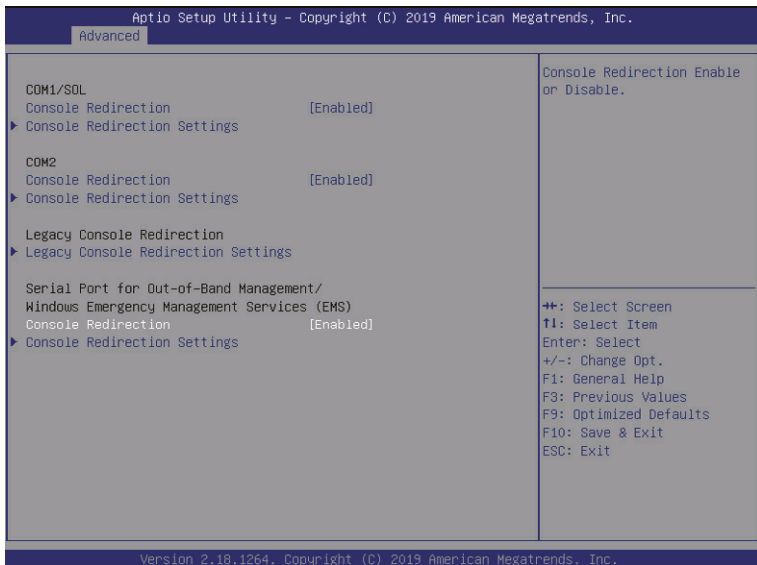 Aptio Setup Utility – Copyright (C) 2019 American Megatrends, Inc.
Advanced
COM1/SOL
Console Redirection [Enabled]
Console Redirection Settings
COM2
Console Redirection [Enabled]
Console Redirection Settings
Legacy Console Redirection
Legacy Console Redirection Settings
Serial Port for Out-of-Band Management/
Windows Emergency Management Services (EMS)
Console Redirection [Enabled]
Console Redirection Settings
Console Redirection Enable
or Disable.
→←: Select Screen
↑↓: Select Item
Enter: Select
+/-: Change Opt.
F1: General Help
F3: Previous Values
F9: Optimized Defaults
F10: Save & Exit
ESC: Exit
Version 2.18.1264. Copyright (C) 2019 American Megatrends, Inc.